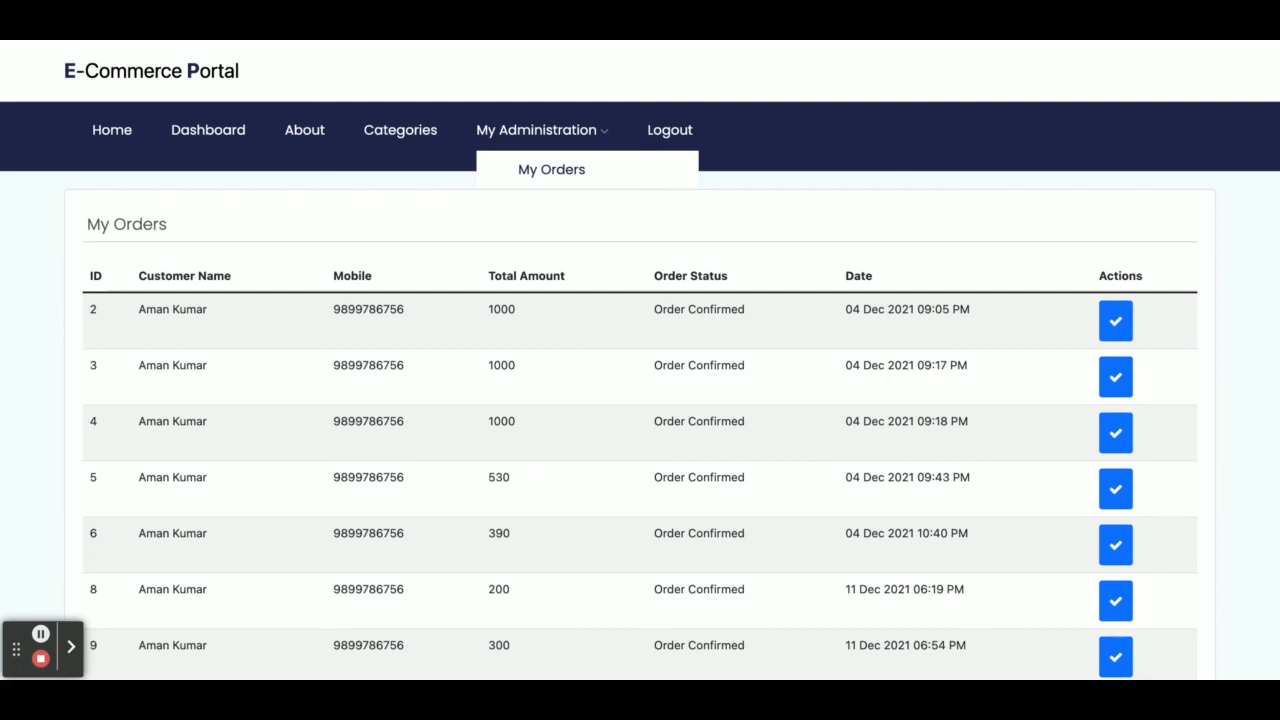 E-Commerce Portal
Home Dashboard About Categories My Administration Logout
My Orders
My Orders
ID Customer Name Mobile Total Amount Order Status Date Actions
2 Aman Kumar 9899786756 1000 Order Confirmed 04 Dec 2021 09:05 PM
3 Aman Kumar 9899786756 1000 Order Confirmed 04 Dec 2021 09:17 PM
4 Aman Kumar 9899786756 1000 Order Confirmed 04 Dec 2021 09:18 PM
5 Aman Kumar 9899786756 530 Order Confirmed 04 Dec 2021 09:43 PM
6 Aman Kumar 9899786756 390 Order Confirmed 04 Dec 2021 10:40 PM
8 Aman Kumar 9899786756 200 Order Confirmed 11 Dec 2021 06:19 PM
9 Aman Kumar 9899786756 300 Order Confirmed 11 Dec 2021 06:54 PM